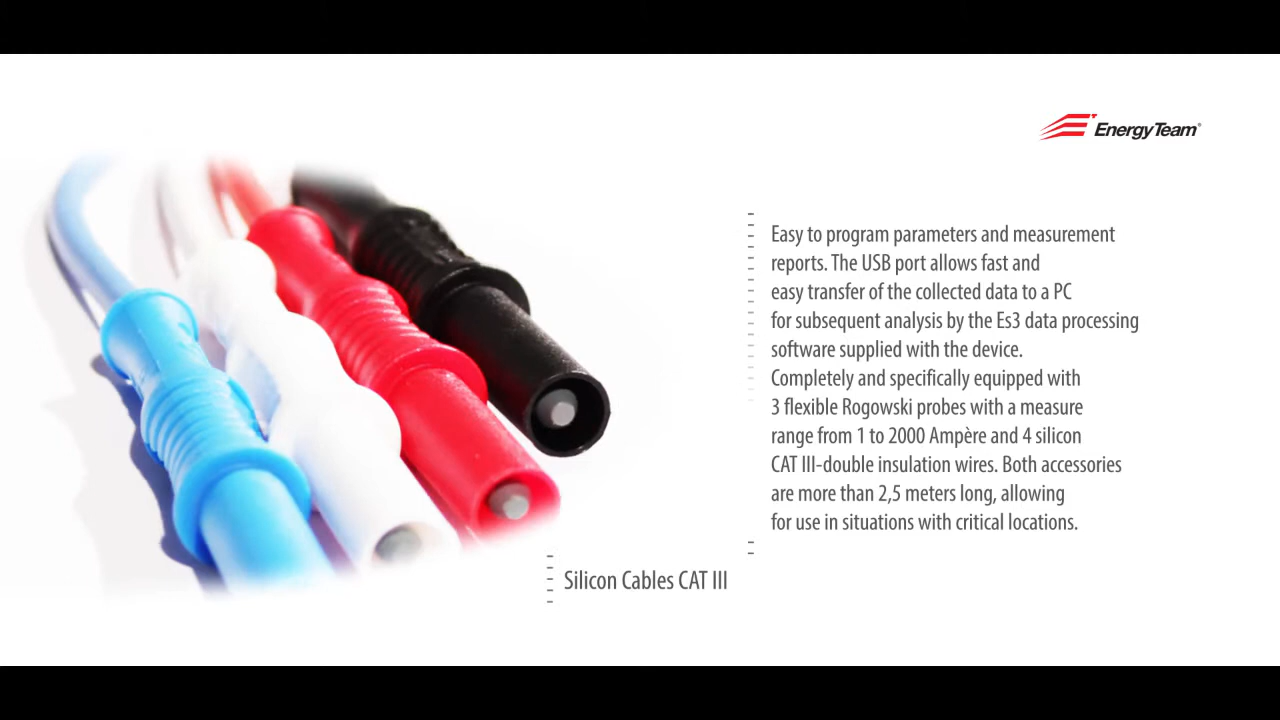 EnergyTeam®
Easy to program parameters and measurement
reports. The USB port allows fast and
easy transfer of the collected data to a PC
for subsequent analysis by the Es3 data processing
software supplied with the device.
Completely and specifically equipped with
3 flexible Rogowski probes with a measure
range from 1 to 2000 Ampère and 4 silicon
CAT III-double insulation wires. Both accessories
are more than 2,5 meters long, allowing
for use in situations with critical locations.
Silicon Cables CAT III